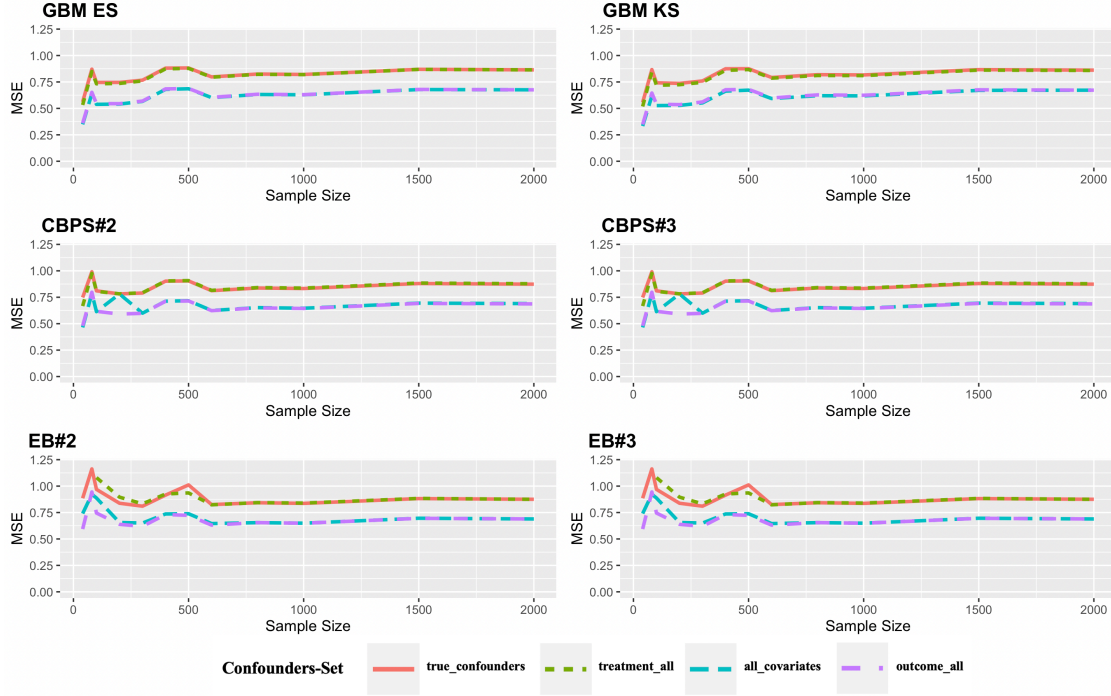 GBM ES
GBM KS
1.25
1.00
0.75
0.50
0.25
0.00
MSE
0
500
1000
1500
2000
Sample Size
1.25
1.00
0.75
0.50
0.25
0.00
MSE
0
500
1000
1500
2000
Sample Size
CBPS#2
CBPS#3
1.25
1.00
0.75
0.50
0.25
0.00
MSE
0
500
1000
1500
2000
Sample Size
1.25
1.00
0.75
0.50
0.25
0.00
MSE
0
500
1000
1500
2000
Sample Size
EB#2
EB#3
1.25
1.00
0.75
0.50
0.25
0.00
MSE
0
500
1000
1500
2000
Sample Size
1.25
1.00
0.75
0.50
0.25
0.00
MSE
0
500
1000
1500
2000
Sample Size
Confounders-Set
true_confounders
treatment_all
all_covariates
outcome_all